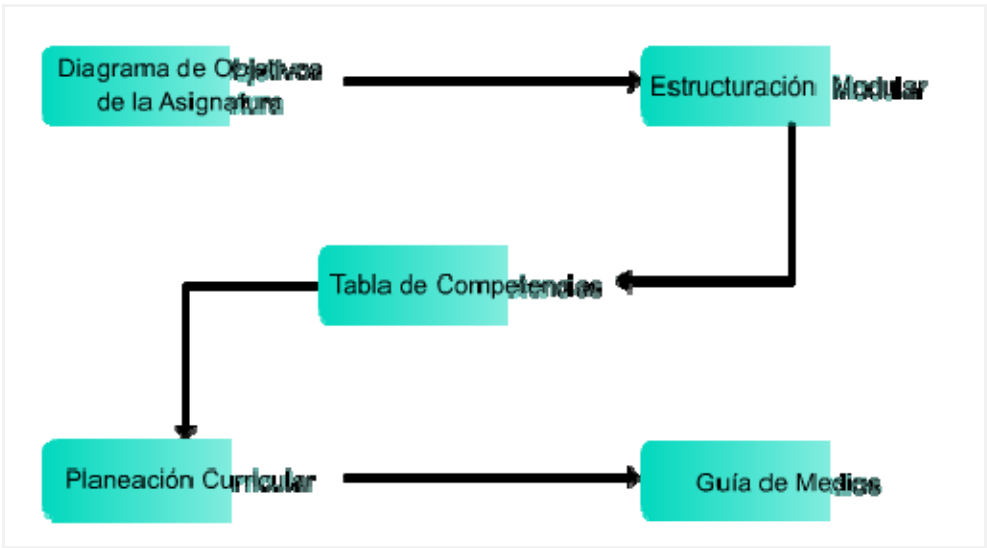 Diagrama de Objetivos
de la Asignatura
Estructuración Modular
Tabla de Competencias
Planeación Curricular
Guía de Medios